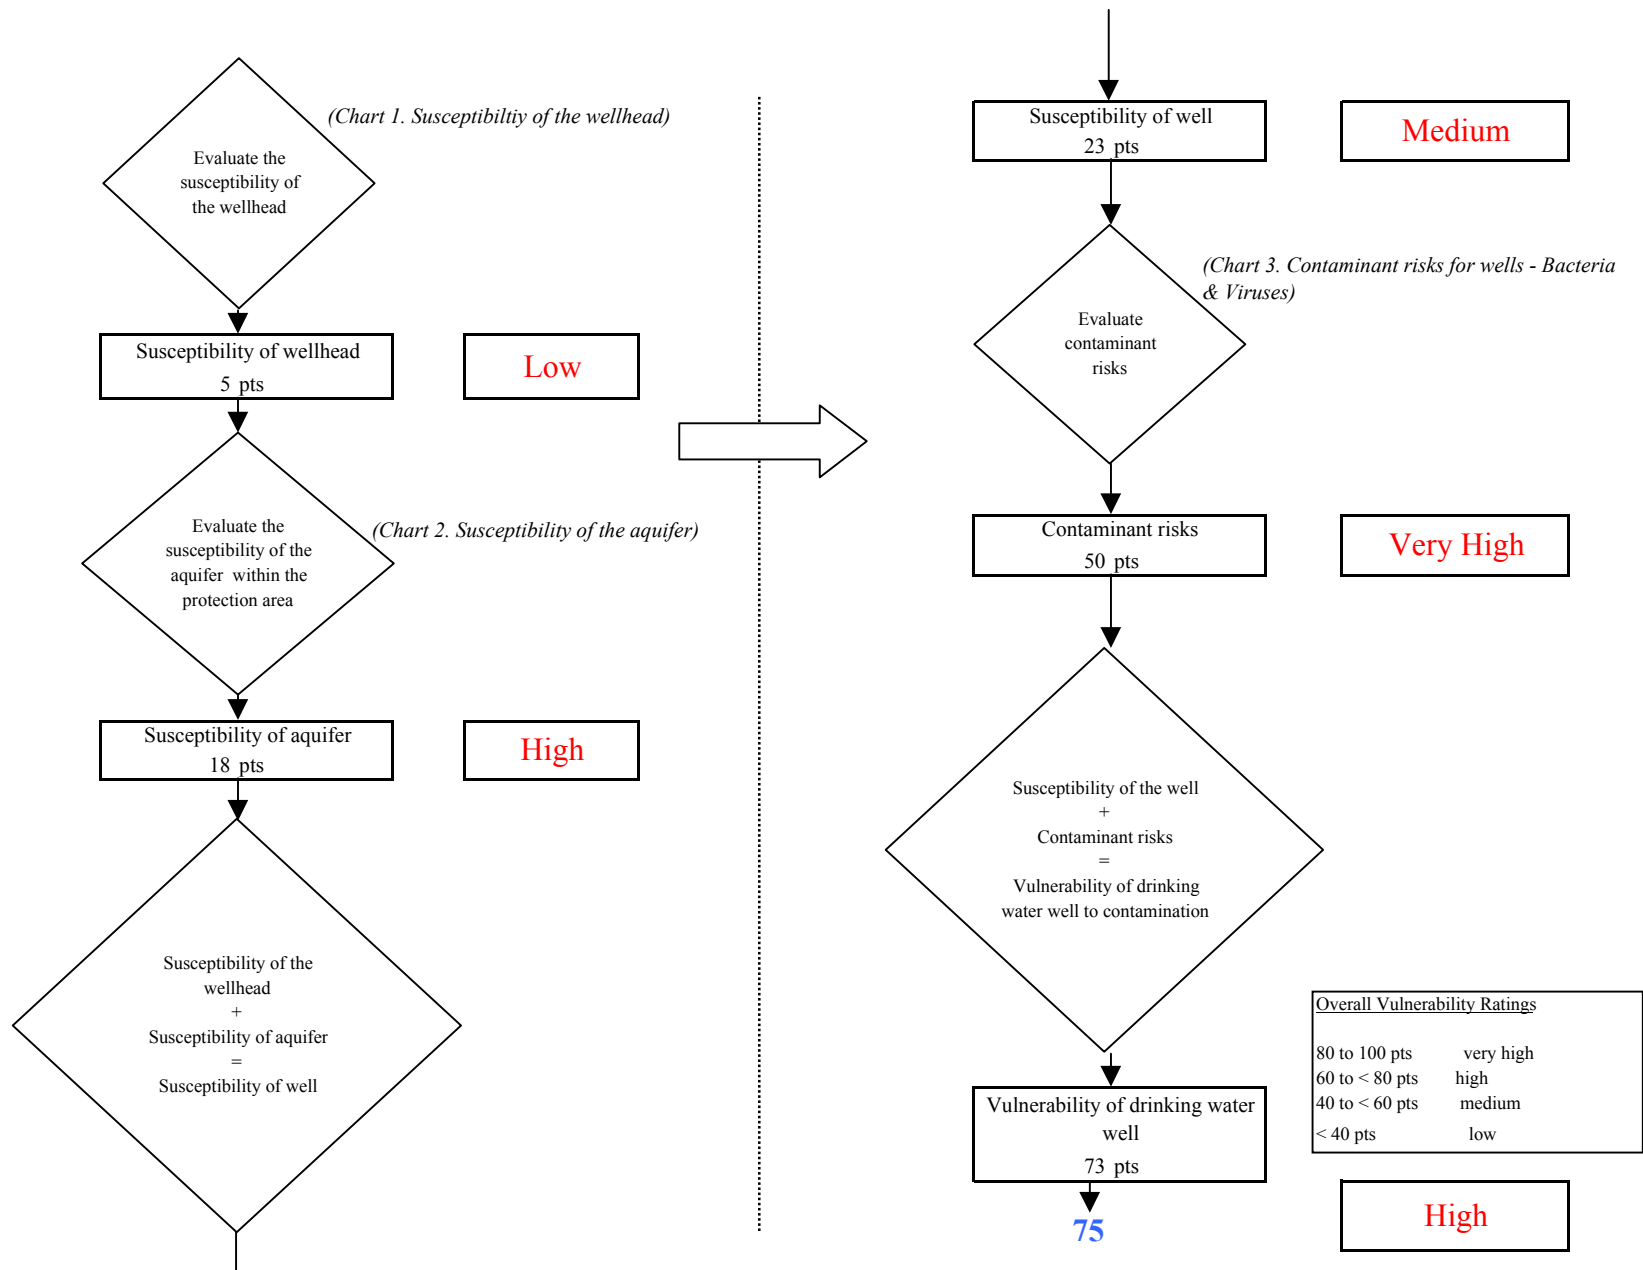 (Chart 1. Susceptibiltiy of the wellhead)
Evaluate the
susceptibility of
the wellhead
Susceptibility of wellhead
5 pts
Low
(Chart 2. Susceptibility of the aquifer)
Evaluate the
susceptibility of the
aquifer within the
protection area
Susceptibility of aquifer
18 pts
High
Susceptibility of the
wellhead
+
Susceptibility of aquifer
=
Susceptibility of well
Susceptibility of well
23 pts
Medium
(Chart 3. Contaminant risks for wells - Bacteria
& Viruses)
Evaluate
contaminant
risks
Contaminant risks
50 pts
Very High
Susceptibility of the well
+
Contaminant risks
=
Vulnerability of drinking
water well to contamination
Overall Vulnerability Ratings
80 to 100 pts very high
60 to < 80 pts high
40 to < 60 pts medium
< 40 pts low
Vulnerability of drinking water
well
73 pts
75
High